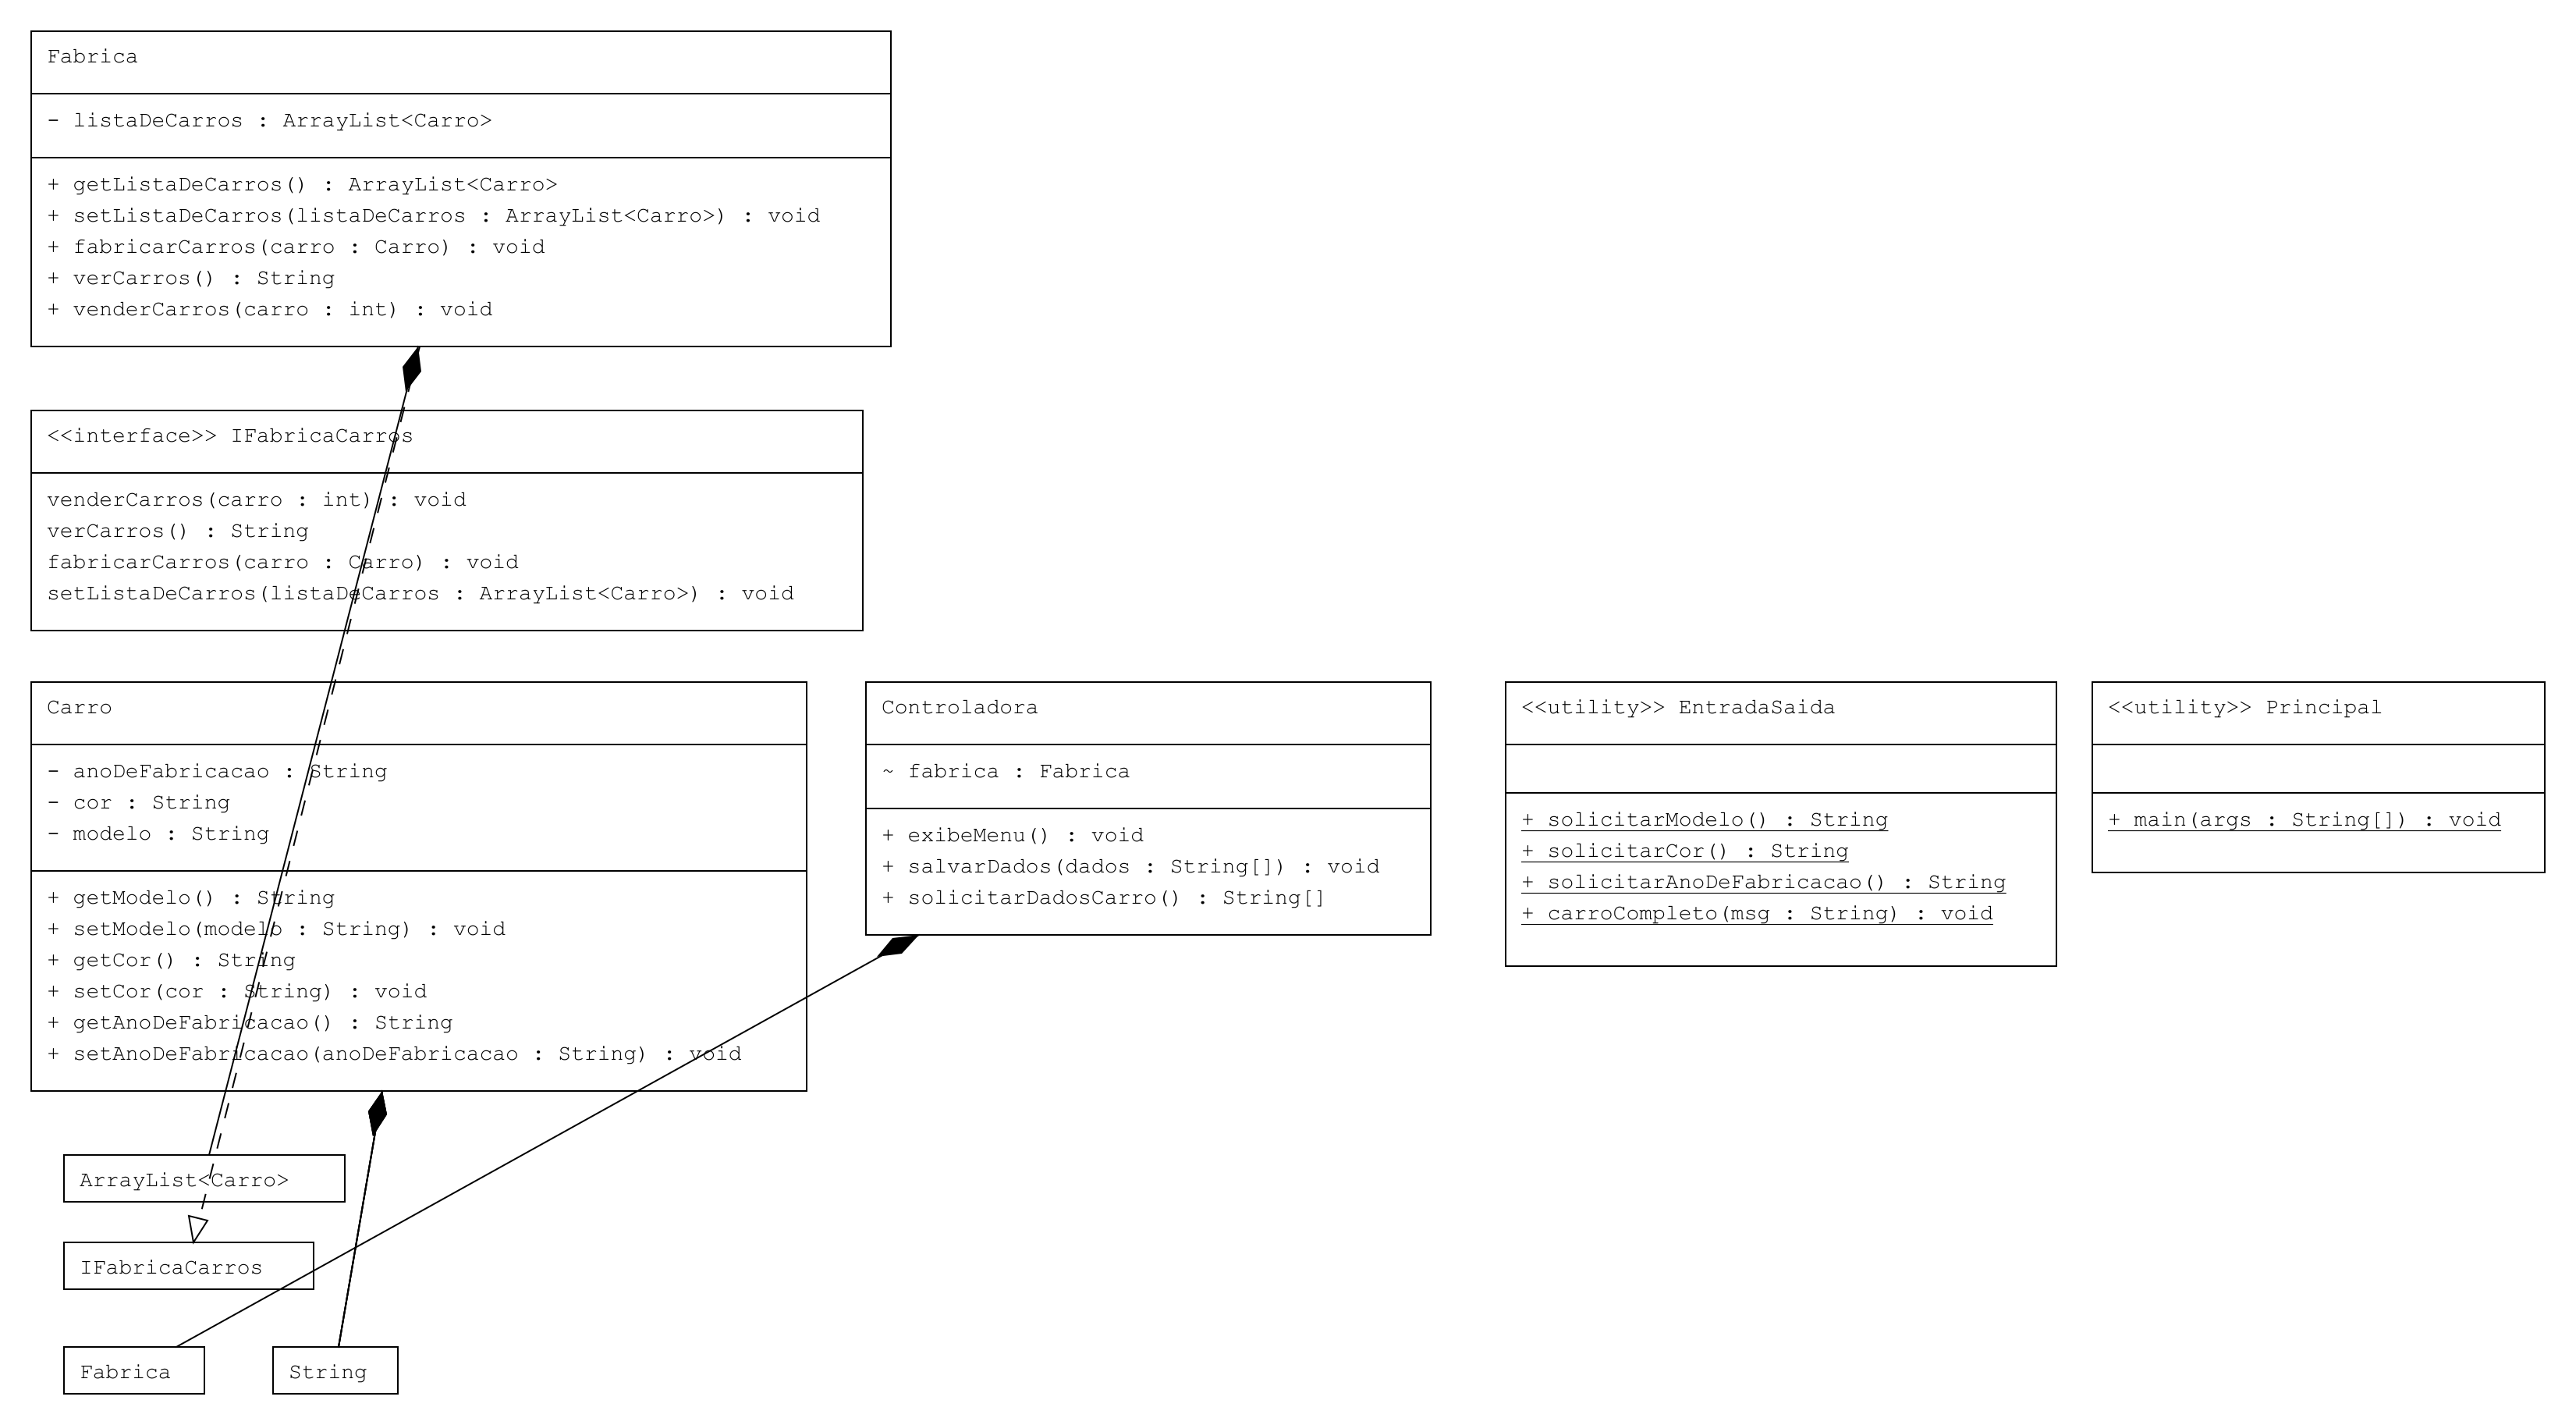 Fabrica
- listaDeCarros : ArrayList<Carro>
+ getListaDeCarros() : ArrayList<Carro>
+ setListaDeCarros(listaDeCarros : ArrayList<Carro>) : void
+ fabricarCarros(carro : Carro) : void
+ verCarros() : String
+ venderCarros(carro : int) : void
<<interface>> IFabricaCarros
venderCarros(carro : int) : void
verCarros() : String
fabricarCarros(carro : Carro) : void
setListaDeCarros(listaDeCarros : ArrayList<Carro>) : void
Carro
- anoDeFabricacao : String
- cor : String
- modelo : String
+ getModelo() : String
+ setModelo(modelo : String) : void
+ getCor() : String
+ setCor(cor : String) : void
+ getAnoDeFabricacao() : String
+ setAnoDeFabricacao(anoDeFabricacao : String) : void
Controladora
~ fabrica : Fabrica
+ exibeMenu() : void
+ salvarDados(dados : String[]) : void
+ solicitarDadosCarro() : String[]
<<utility>> EntradaSaida
+ solicitarModelo() : String
+ solicitarCor() : String
+ solicitarAnoDeFabricacao() : String
+ carroCompleto(msg : String) : void
<<utility>> Principal
+ main(args : String[]) : void
ArrayList<Carro>
IFabricaCarros
Fabrica
String